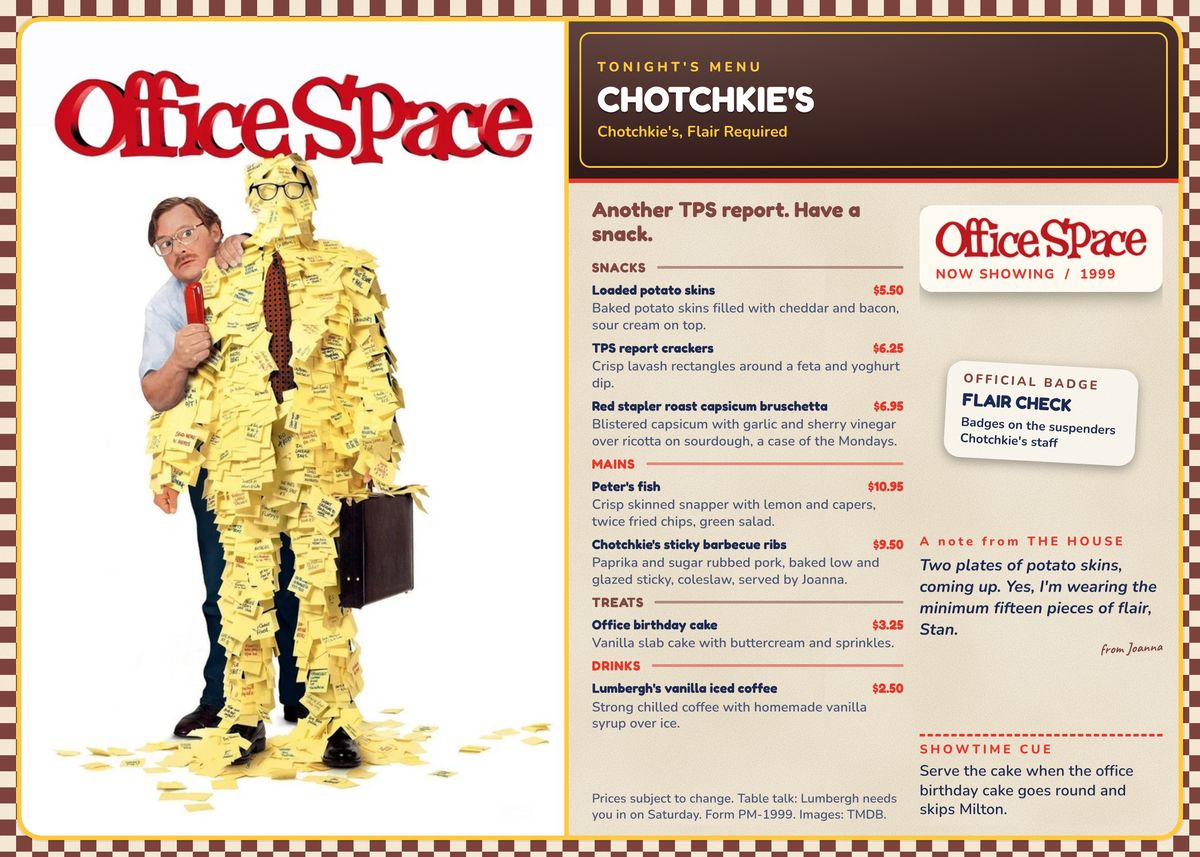 Office Space
TONIGHT'S MENU
CHOTCHKIE'S
Chotchkie's, Flair Required
Another TPS report. Have a
snack.
SNACKS
Loaded potato skins $5.50
Baked potato skins filled with cheddar and bacon,
sour cream on top.
TPS report crackers $6.25
Crisp lavash rectangles around a feta and yoghurt
dip.
Red stapler roast capsicum bruschetta $6.95
Blistered capsicum with garlic and sherry vinegar
over ricotta on sourdough, a case of the Mondays.
MAINS
Peter's fish $10.95
Crisp skinned snapper with lemon and capers,
twice fried chips, green salad.
Chotchkie's sticky barbecue ribs $9.50
Paprika and sugar rubbed pork, baked low and
glazed sticky, coleslaw, served by Joanna.
TREATS
Office birthday cake $3.25
Vanilla slab cake with buttercream and sprinkles.
DRINKS
Lumbergh's vanilla iced coffee $2.50
Strong chilled coffee with homemade vanilla
syrup over ice.
Prices subject to change. Table talk: Lumbergh needs
you in on Saturday. Form PM-1999. Images: TMDB.
Office Space
NOW SHOWING / 1999
OFFICIAL BADGE
FLAIR CHECK
Badges on the suspenders
Chotchkie's staff
A note from THE HOUSE
Two plates of potato skins,
coming up. Yes, I'm wearing the
minimum fifteen pieces of flair,
Stan.
from Joanna
SHOWTIME CUE
Serve the cake when the office
birthday cake goes round and
skips Milton.